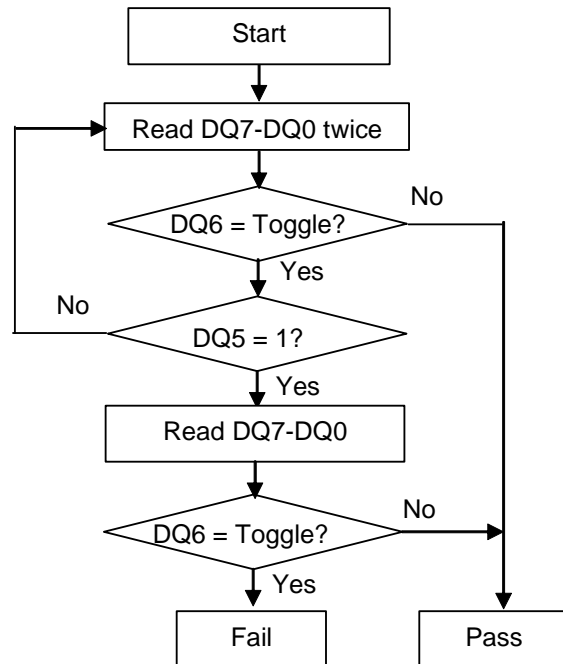 Start
Read DQ7-DQ0 twice
No
DQ6 = Toggle?
Yes
No
DQ5 = 1?
Yes
Read DQ7-DQ0
No
DQ6 = Toggle?
Yes
Fail
Pass